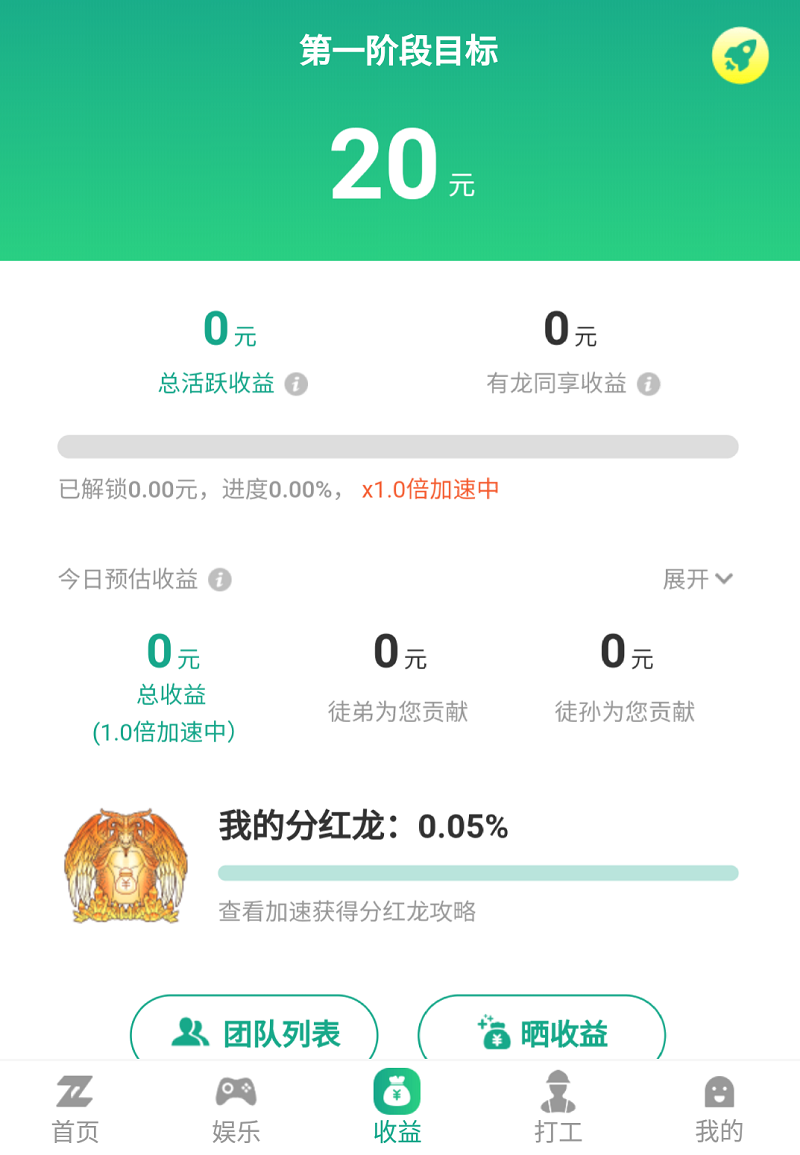 第一阶段目标
20元
0元
0元
总活跃收益
有龙同享收益
已解锁0.00元，进度0.00%， x1.0倍加速中
今日预估收益
展开
0元
0元
0元
总收益
(1.0倍加速中)
徒弟为您贡献
徒孙为您贡献
我的分红龙：0.05%
查看加速获得分红龙攻略
团队列表
晒收益
首页
娱乐
收益
打工
我的